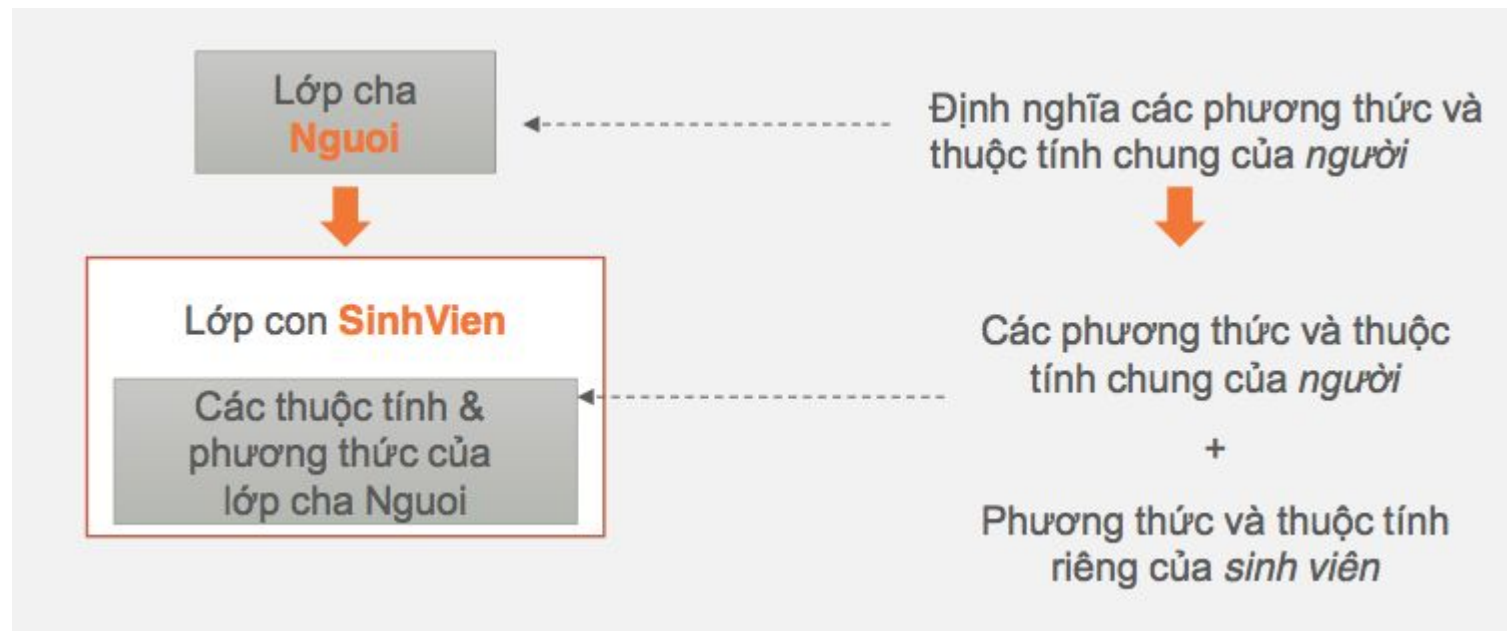 Lớp cha
Nguoi
Định nghĩa các phương thức và
thuộc tính chung của người
Lớp con SinhVien
Các thuộc tính &
phương thức của
lớp cha Nguoi
Các phương thức và thuộc
tính chung của người
+
Phương thức và thuộc tính
riêng của sinh viên